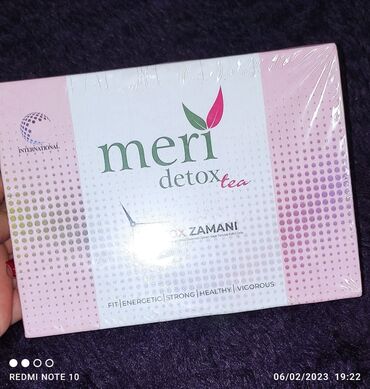 INTERNATIONAL
meri
detox tea
ZAMANI
FIT | ENERGETIC | STRONG | HEALTHY | VIGOROUS
REDMI NOTE 10
06/02/2023 19:22